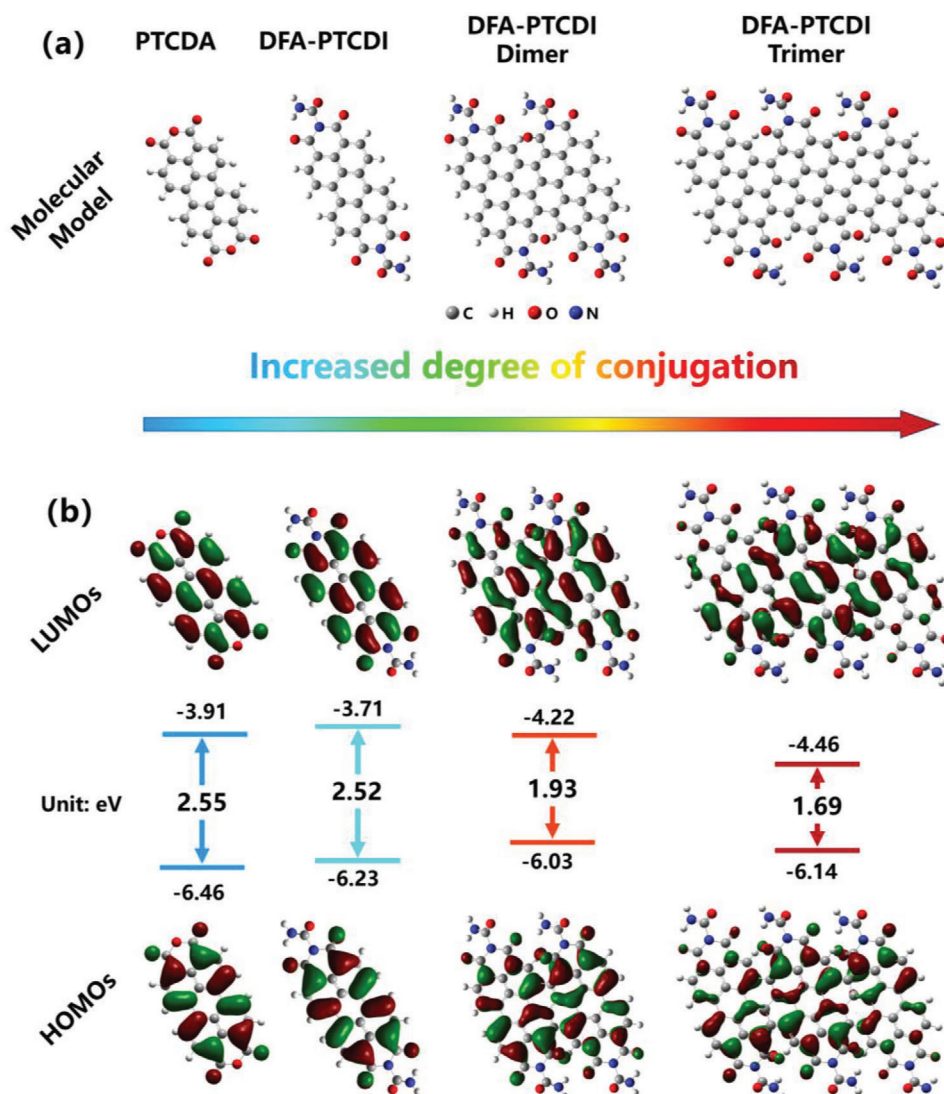 (a)
PTCDA
DFA-PTCDI
DFA-PTCDI
Dimer
DFA-PTCDI
Trimer
Molecular
Model
C H O N
Increased degree of conjugation
(b)
LUMOs
-3.91
-3.71
-4.22
-4.46
Unit: eV
2.55
2.52
1.93
1.69
-6.46
-6.23
-6.03
-6.14
HOMOs